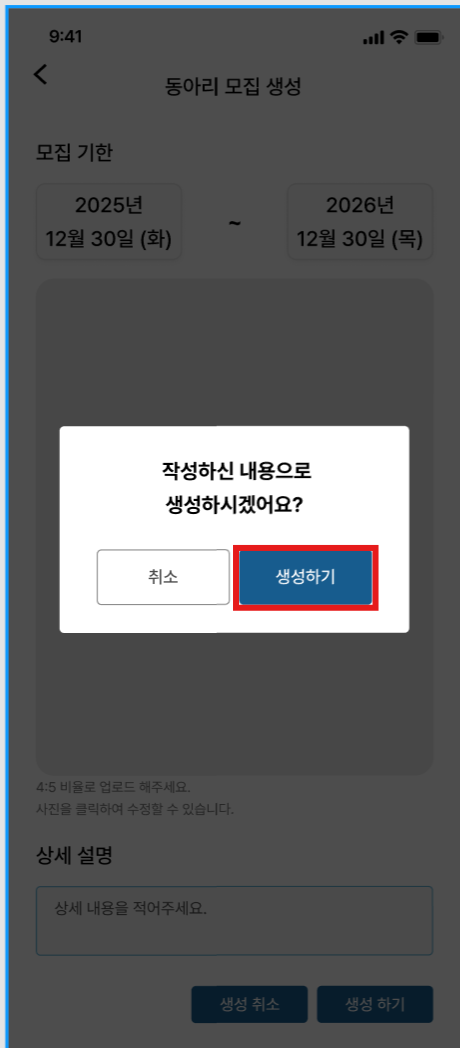 9:41
동아리 모집 생성
모집 기한
2025년
12월 30일 (화)
~
2026년
12월 30일 (목)
작성하신 내용으로
생성하시겠어요?
취소
생성하기
4:5 비율로 업로드 해주세요.
사진을 클릭하여 수정할 수 있습니다.
상세 설명
상세 내용을 적어주세요.
생성 취소
생성 하기